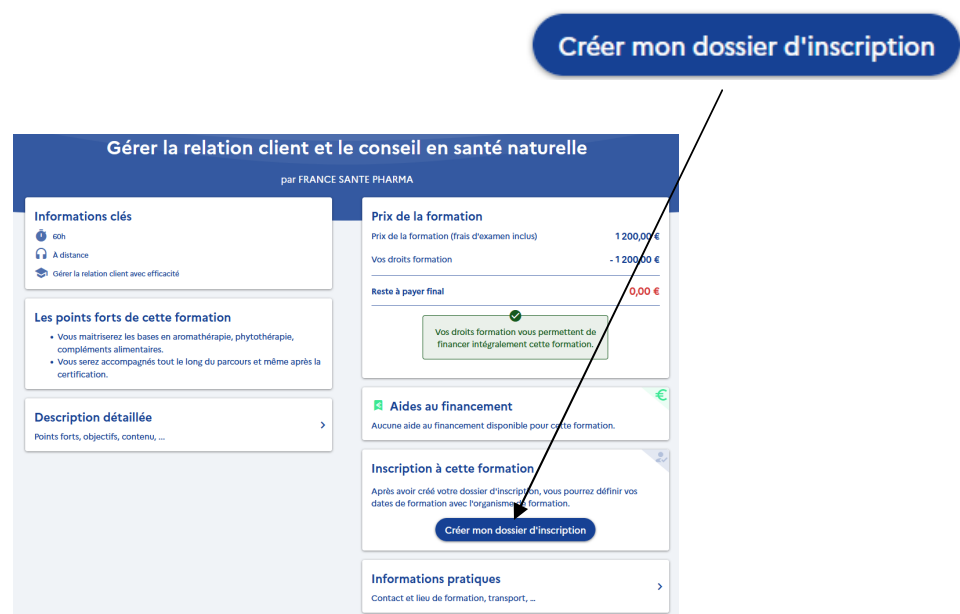 Créer mon dossier d'inscription
Gérer la relation client et le conseil en santé naturelle
par FRANCE SANTE PHARMA
Informations clés
60h
À distance
Gérer la relation client avec efficacité
Les points forts de cette formation
• Vous maitriserez les bases en aromathérapie, phytothérapie,
compléments alimentaires.
• Vous serez accompagnés tout le long du parcours et même après la
certification.
Description détaillée
Points forts, objectifs, contenu, ...
Prix de la formation
Prix de la formation (frais d'examen inclus) 1 200,00 €
Vos droits formation - 1 200,00 €
Reste à payer final 0,00 €
Vos droits formation vous permettent de
financer intégralement cette formation.
Aides au financement
Aucune aide au financement disponible pour cette formation.
Inscription à cette formation
Après avoir créé votre dossier d'inscription, vous pourrez définir vos
dates de formation avec l'organisme de formation.
Créer mon dossier d'inscription
Informations pratiques
Contact et lieu de formation, transport, ...